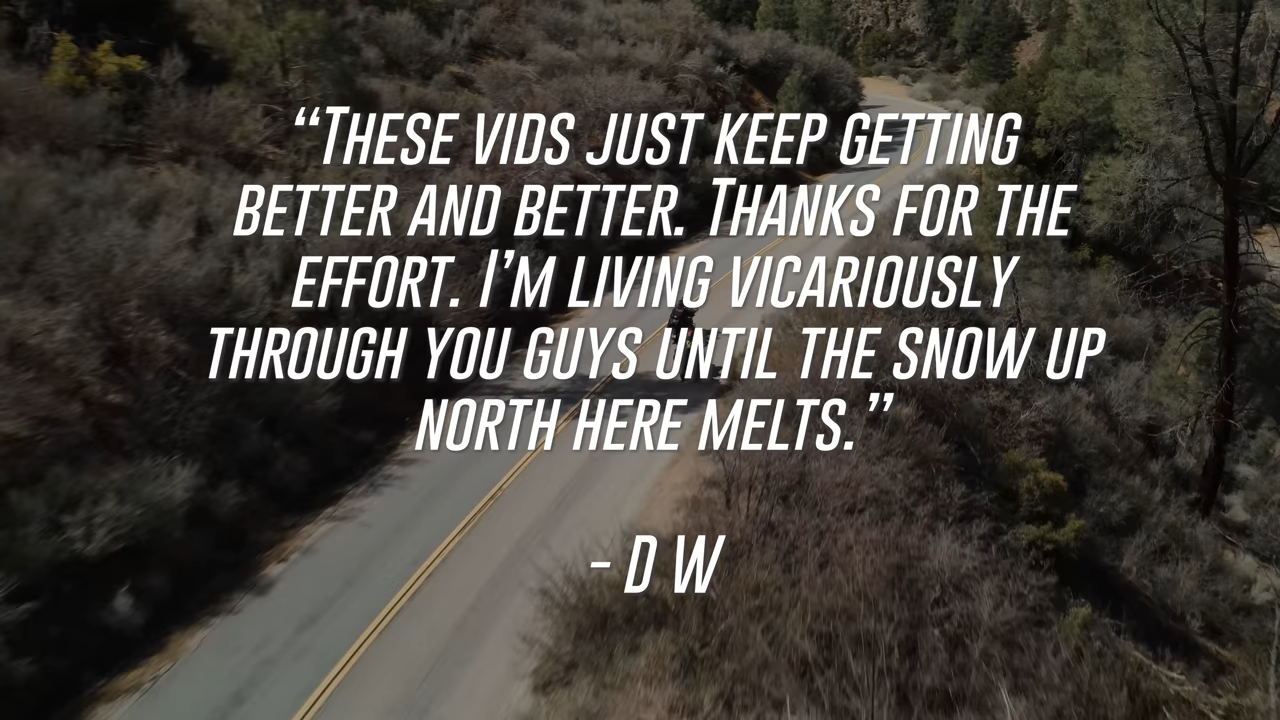 “These vids just keep getting
better and better. Thanks for the
effort. I’m living vicariously
through you guys until the snow up
north here melts.”
- D W